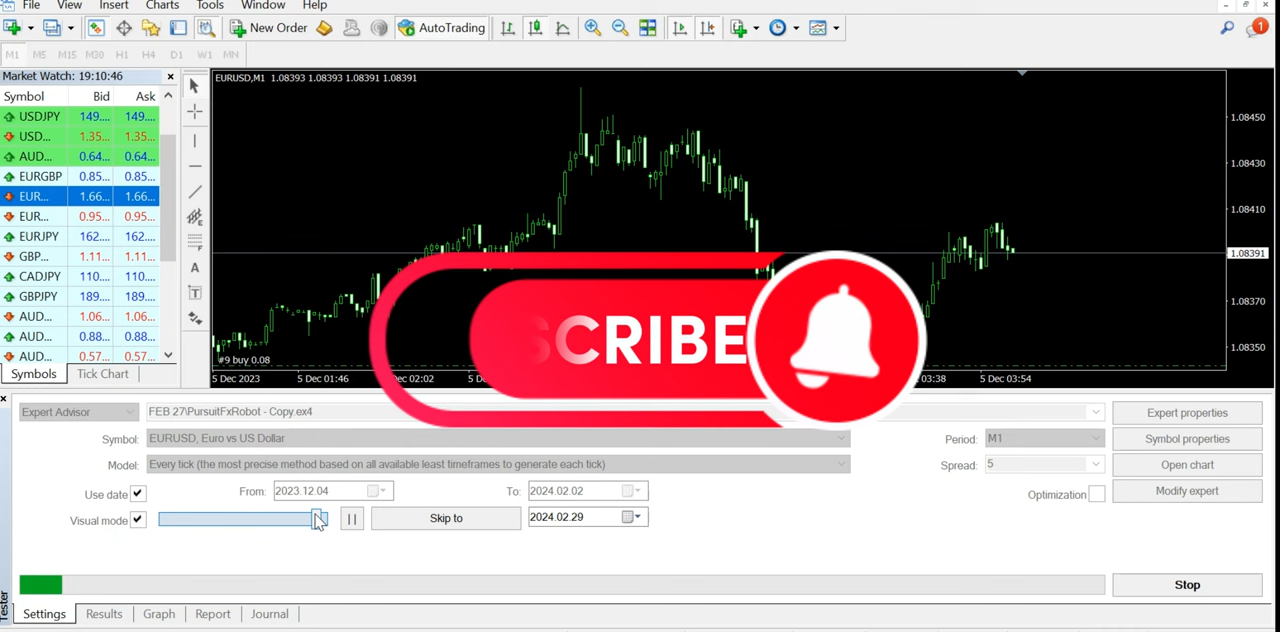 File View Insert Charts Tools Window Help
New Order AutoTrading 1
M1 M5 M15 M30 H1 H4 D1 W1 MN
Market Watch: 19:10:46
Symbol Bid Ask
USDJPY 149.... 149....
USD... 1.35... 1.35...
AUD... 0.64... 0.64...
EURGBP 0.85... 0.85...
EUR... 1.66... 1.66...
EUR... 0.95... 0.95...
EURJPY 162.... 162....
GBP... 1.11... 1.11...
CADJPY 110.... 110....
GBPJPY 189.... 189....
AUD... 1.06... 1.06...
AUD... 0.88... 0.88...
AUD... 0.57... 0.57...
Symbols Tick Chart
EURUSD,M1 1.08393 1.08393 1.08391 1.08391
1.08450
1.08430
1.08410
1.08391
1.08370
1.08350
#9 buy 0.08
5 Dec 2023 5 Dec 01:46 Dec 02:02 5 D 03:38 5 Dec 03:54
SCRIBE
Expert Advisor FEB 27\PursuitFxRobot - Copy.ex4 Expert properties
Symbol: EURUSD, Euro vs US Dollar Period: M1 Symbol properties
Model: Every tick (the most precise method based on all available least timeframes to generate each tick) Spread: 5 Open chart
Use date From: 2023.12.04 To: 2024.02.02 Optimization Modify expert
Visual mode Skip to 2024.02.29
Stop
Tester
Settings Results Graph Report Journal